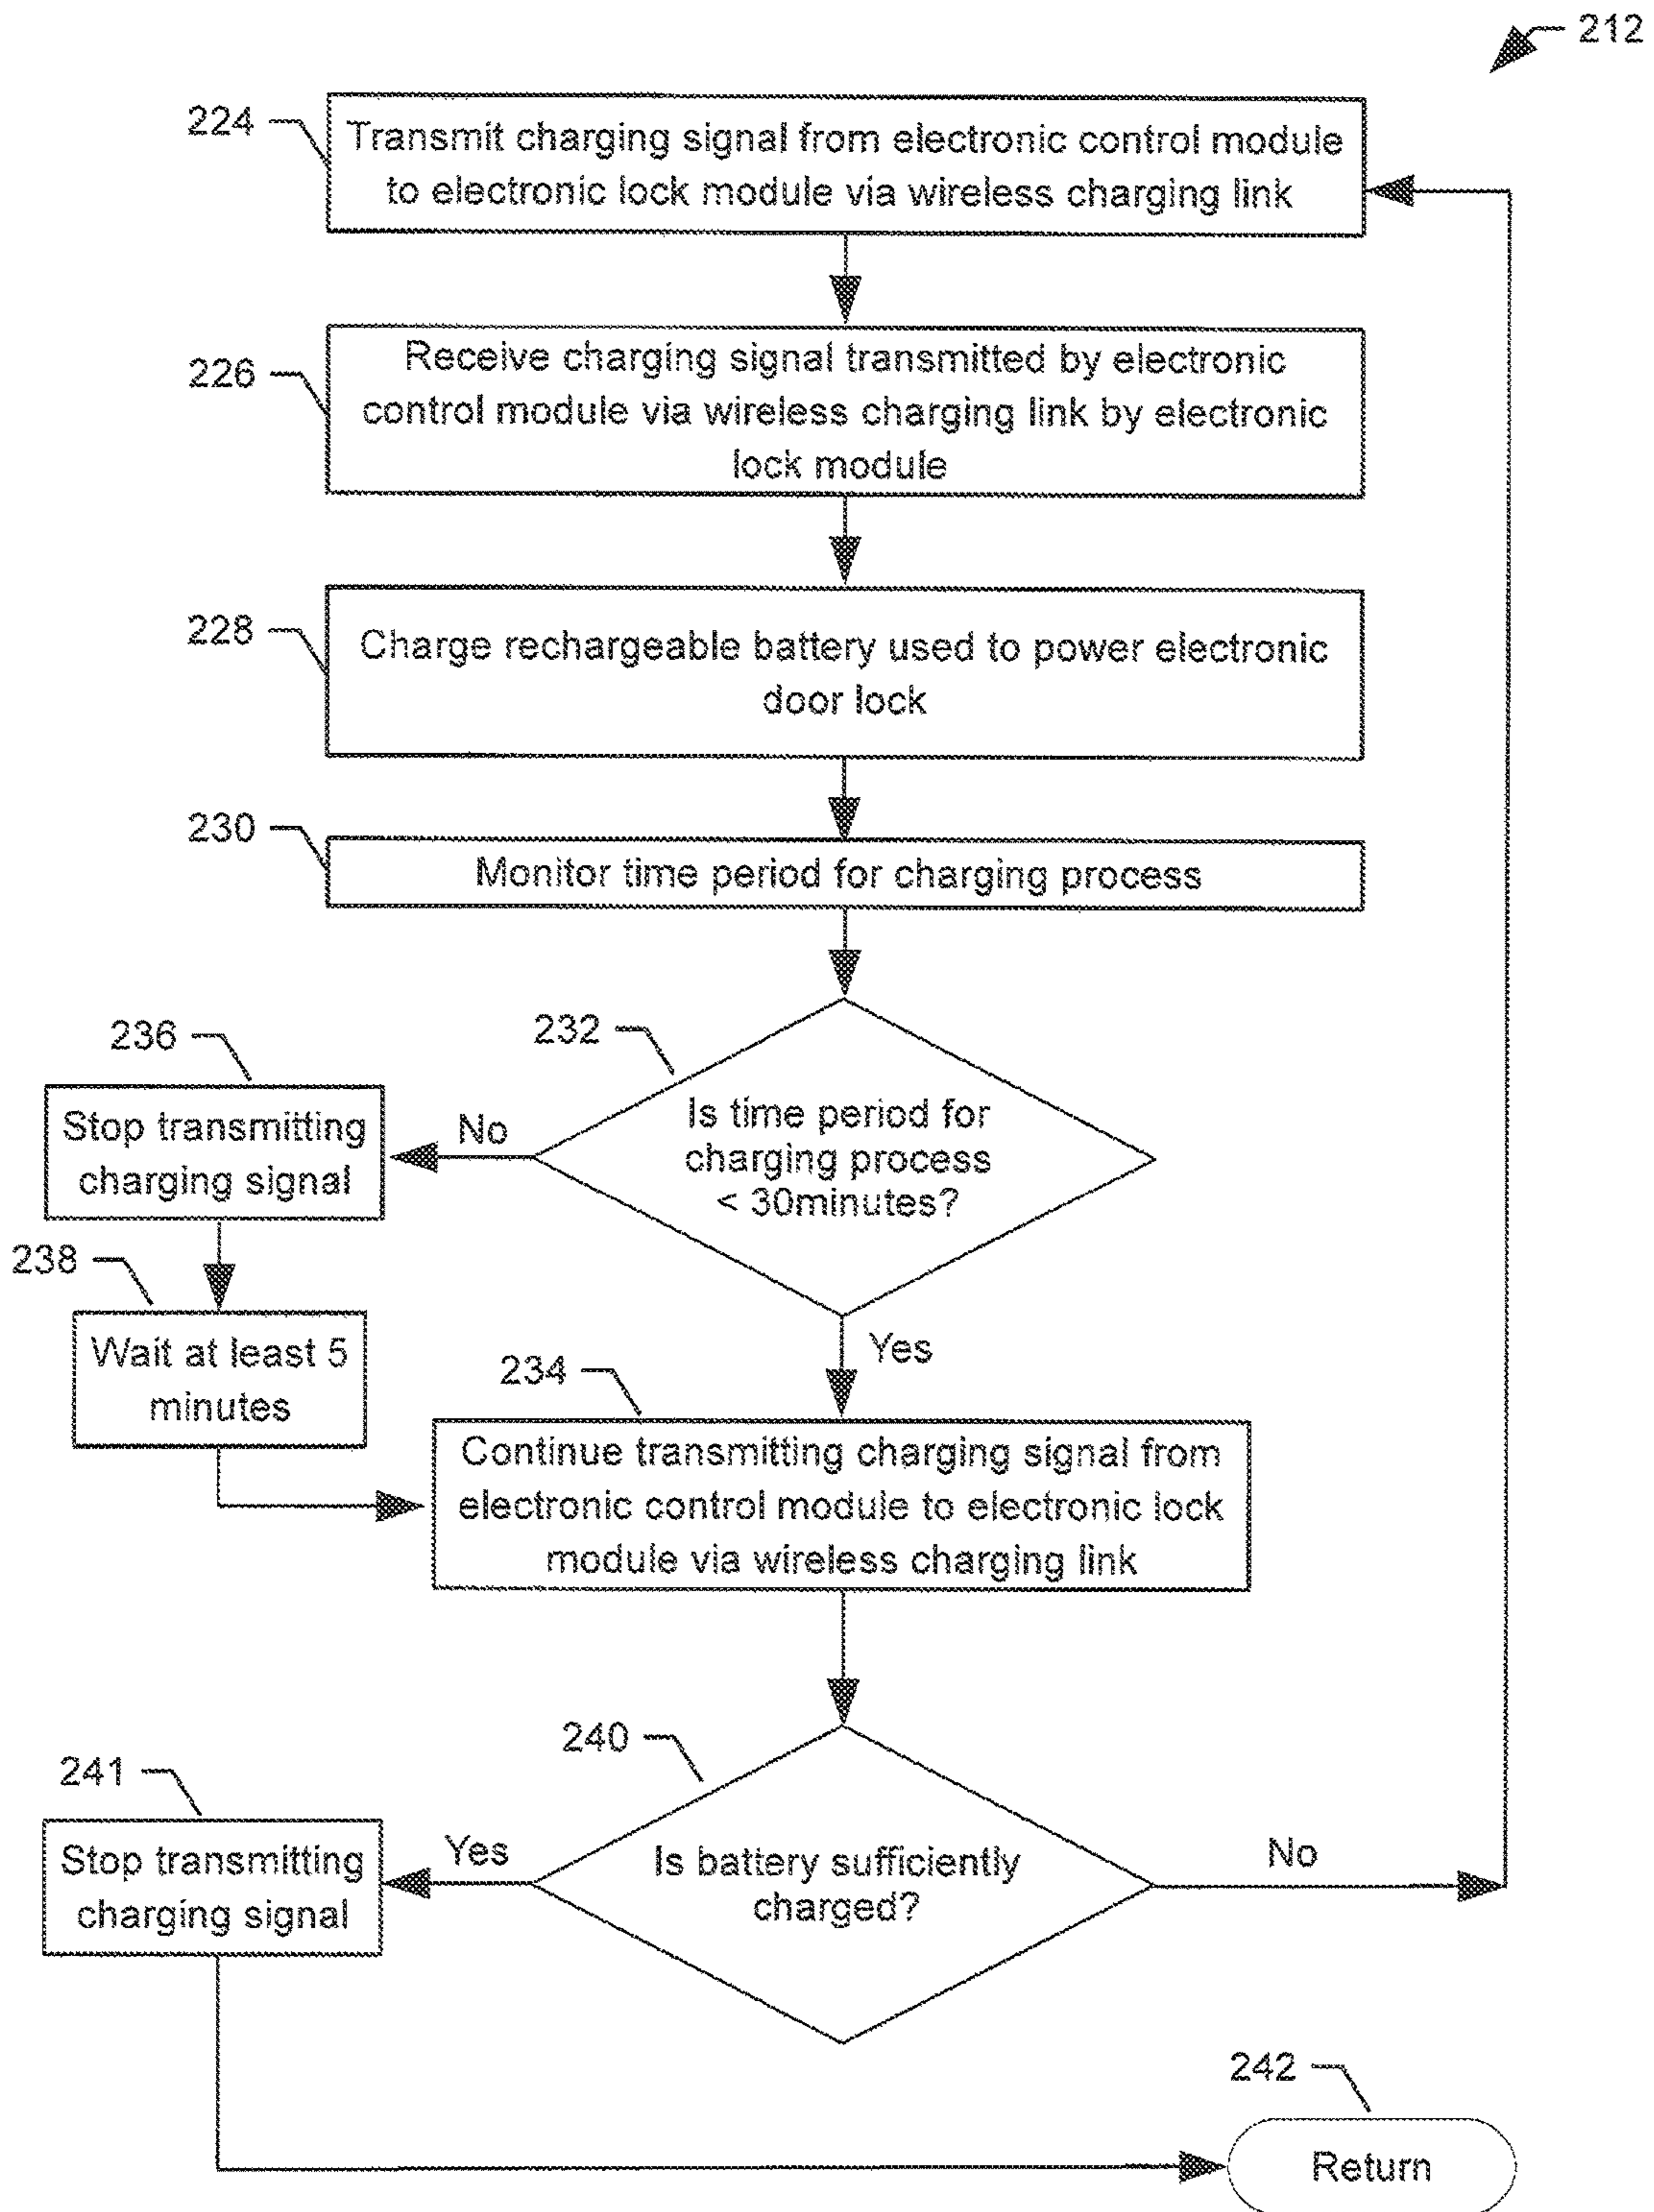 212
224
Transmit charging signal from electronic control module
to electronic lock module via wireless charging link
226
Receive charging signal transmitted by electronic
control module via wireless charging link by electronic
lock module
228
Charge rechargeable battery used to power electronic
door lock
230
Monitor time period for charging process
232
Is time period for
charging process
< 30minutes?
No
236
Stop transmitting
charging signal
238
Wait at least 5
minutes
Yes
234
Continue transmitting charging signal from
electronic control module to electronic lock
module via wireless charging link
240
Is battery sufficiently
charged?
Yes
No
241
Stop transmitting
charging signal
242
Return